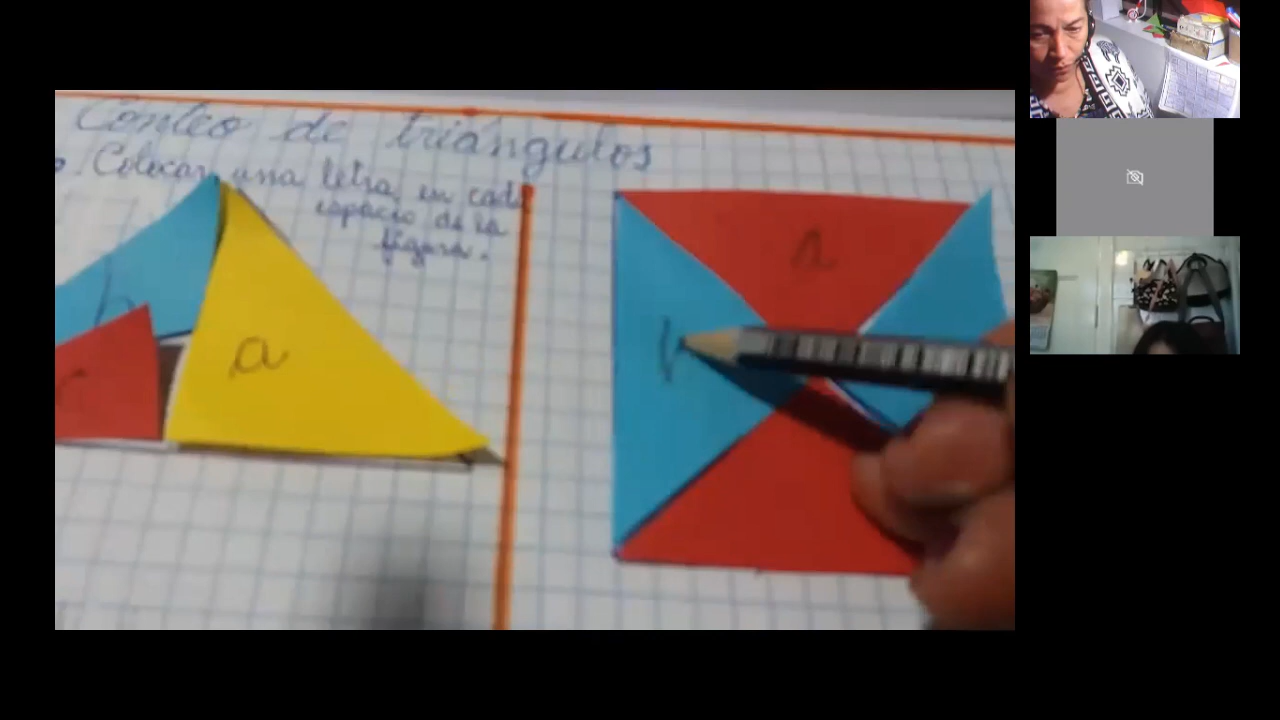 Conteo de triángulos
Colocar una letra en cada
espacio de la
figura.
b
a
c
a
b